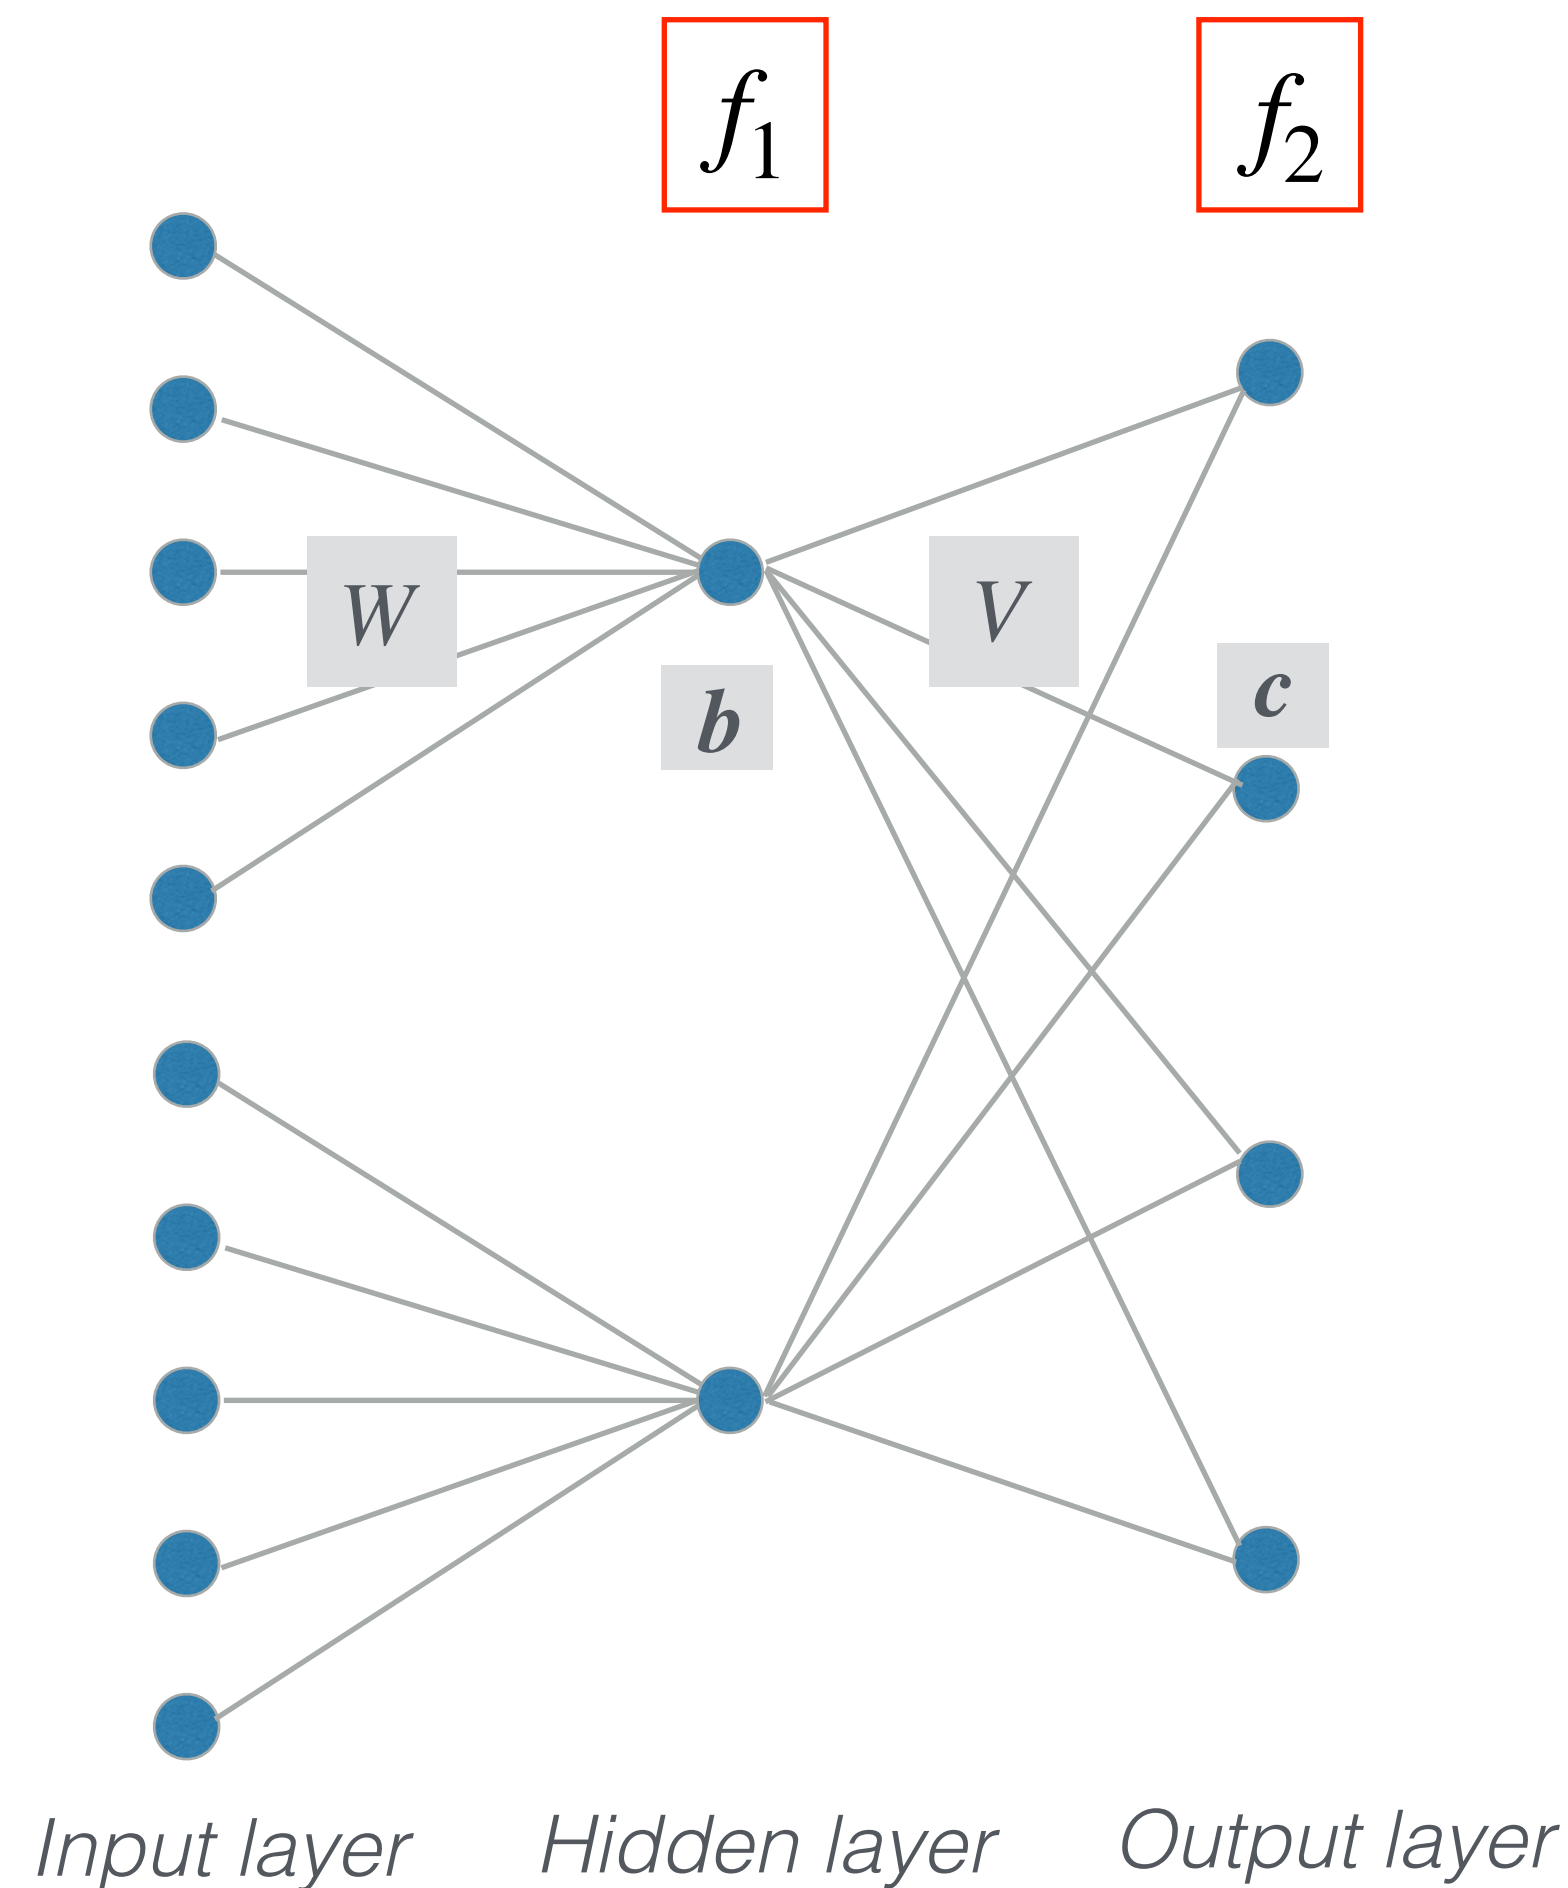 f1
f2
W
V
b
c
Input layer
Hidden layer
Output layer